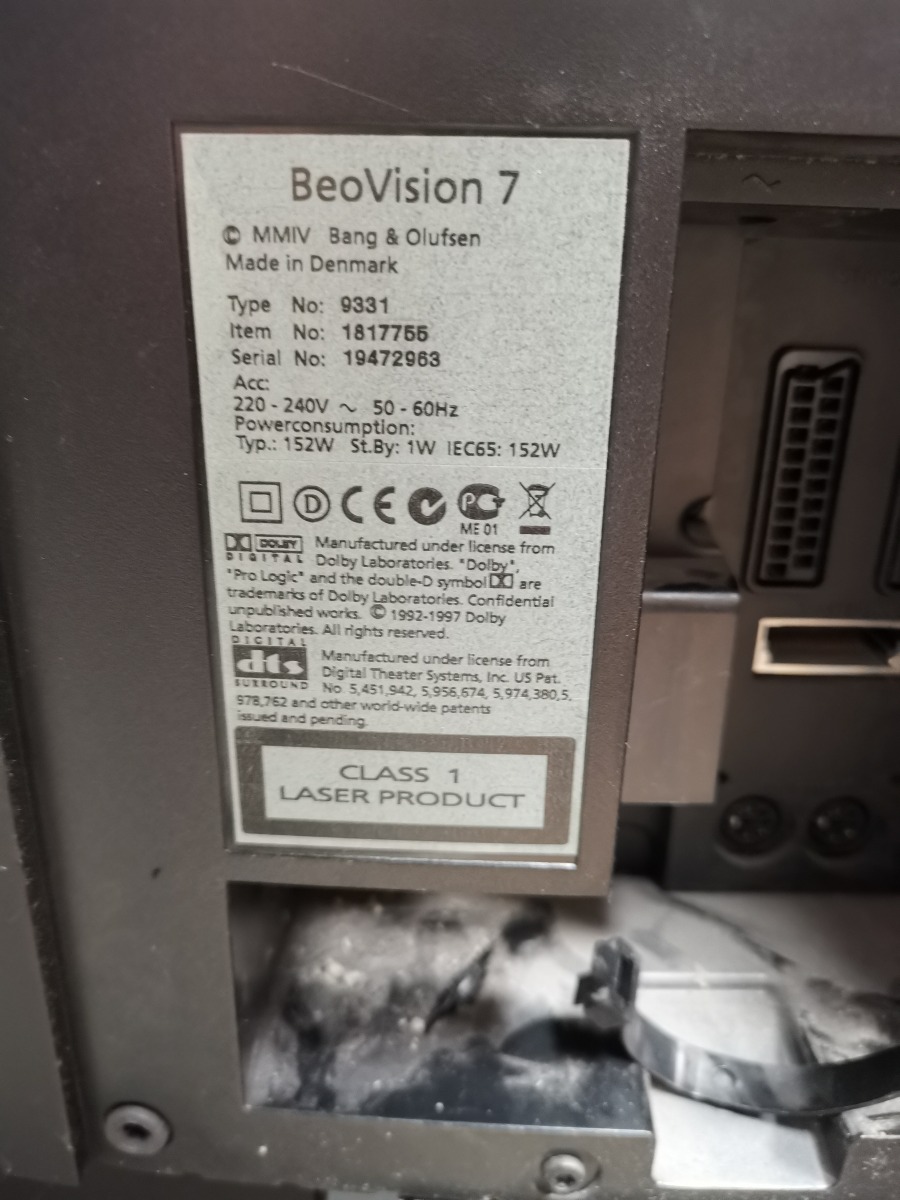 BeoVision 7
© MMIV Bang & Olufsen
Made in Denmark
Type No: 9331
Item No: 1817755
Serial No: 19472963
Acc:
220 - 240V ~ 50 - 60Hz
Powerconsumption:
Typ.: 152W St.By: 1W IEC65: 152W
D CE PG
ME 01
DOLBY
DIGITAL
Manufactured under license from
Dolby Laboratories. "Dolby",
"Pro Logic" and the double-D symbol are
trademarks of Dolby Laboratories. Confidential
unpublished works. © 1992-1997 Dolby
Laboratories. All rights reserved.
DIGITAL
dts
SURROUND
Manufactured under license from
Digital Theater Systems, Inc. US Pat.
No. 5,451,942, 5,956,674, 5,974,380,5,
978,762 and other world-wide patents
issued and pending.
CLASS 1
LASER PRODUCT
~